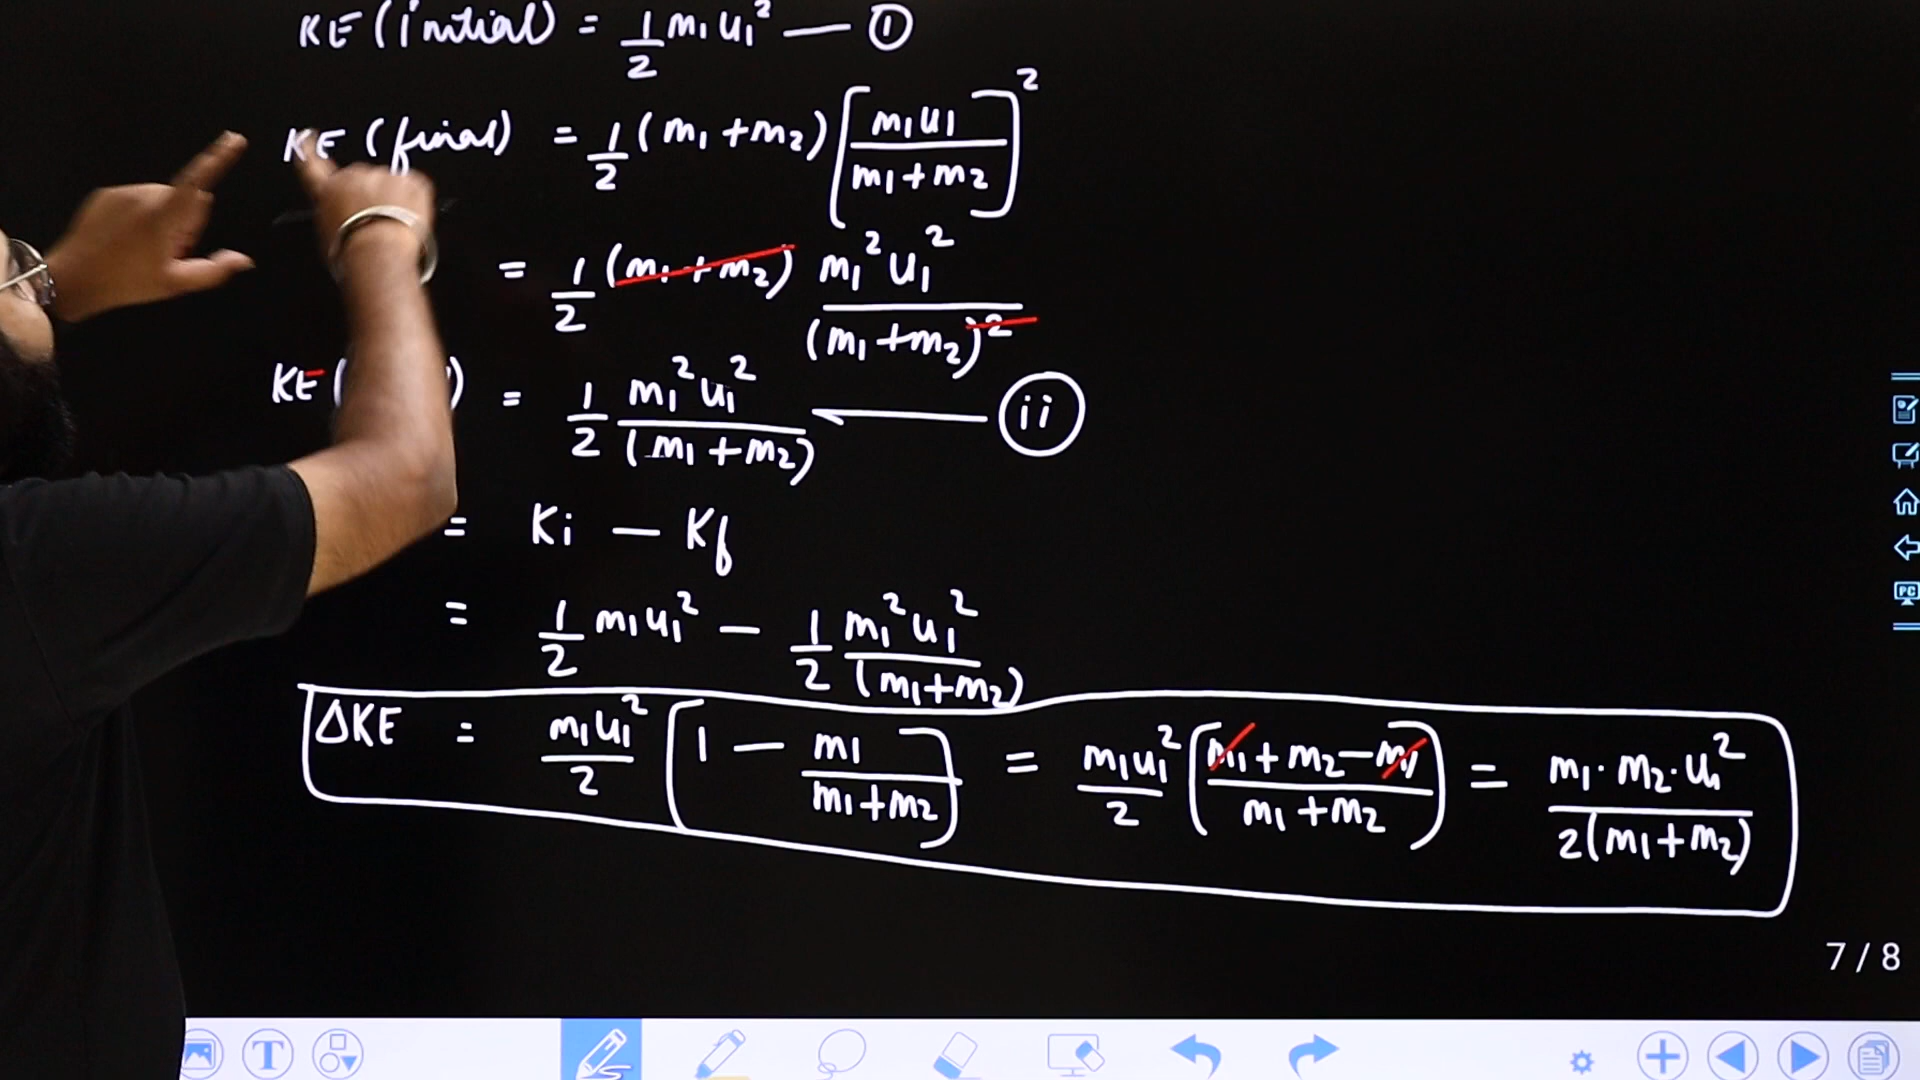 KE (initial) = 1/2 m₁u₁² — ①
KE (final) = 1/2 (m₁ + m₂) [m₁u₁ / m₁ + m₂]²
= 1/2 (m₁ + m₂) m₁²u₁² / (m₁ + m₂)²
KE ( ) = 1/2 m₁²u₁² / (m₁ + m₂) ← ii
= Ki — Kf
= 1/2 m₁u₁² — 1/2 m₁²u₁² / (m₁+m₂)
ΔKE = m₁u₁² / 2 [1 — m₁ / m₁+m₂] = m₁u₁² / 2 [m₁ + m₂ — m₁ / m₁ + m₂] = m₁·m₂·u₁² / 2(m₁+m₂)
7 / 8
PC
T